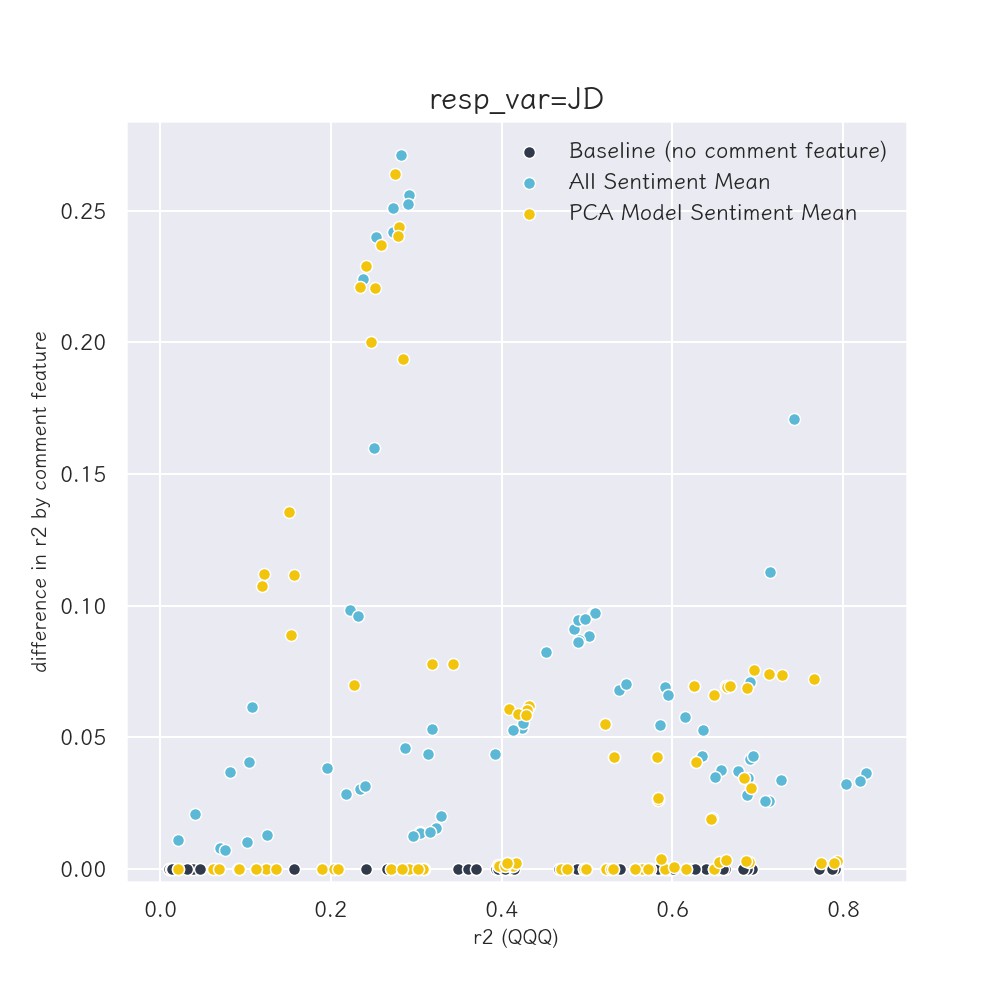 resp_var=JD
Baseline (no comment feature)
All Sentiment Mean
PCA Model Sentiment Mean
difference in r2 by comment feature
0.25
0.20
0.15
0.10
0.05
0.00
0.0 0.2 0.4 0.6 0.8
r2 (QQQ)